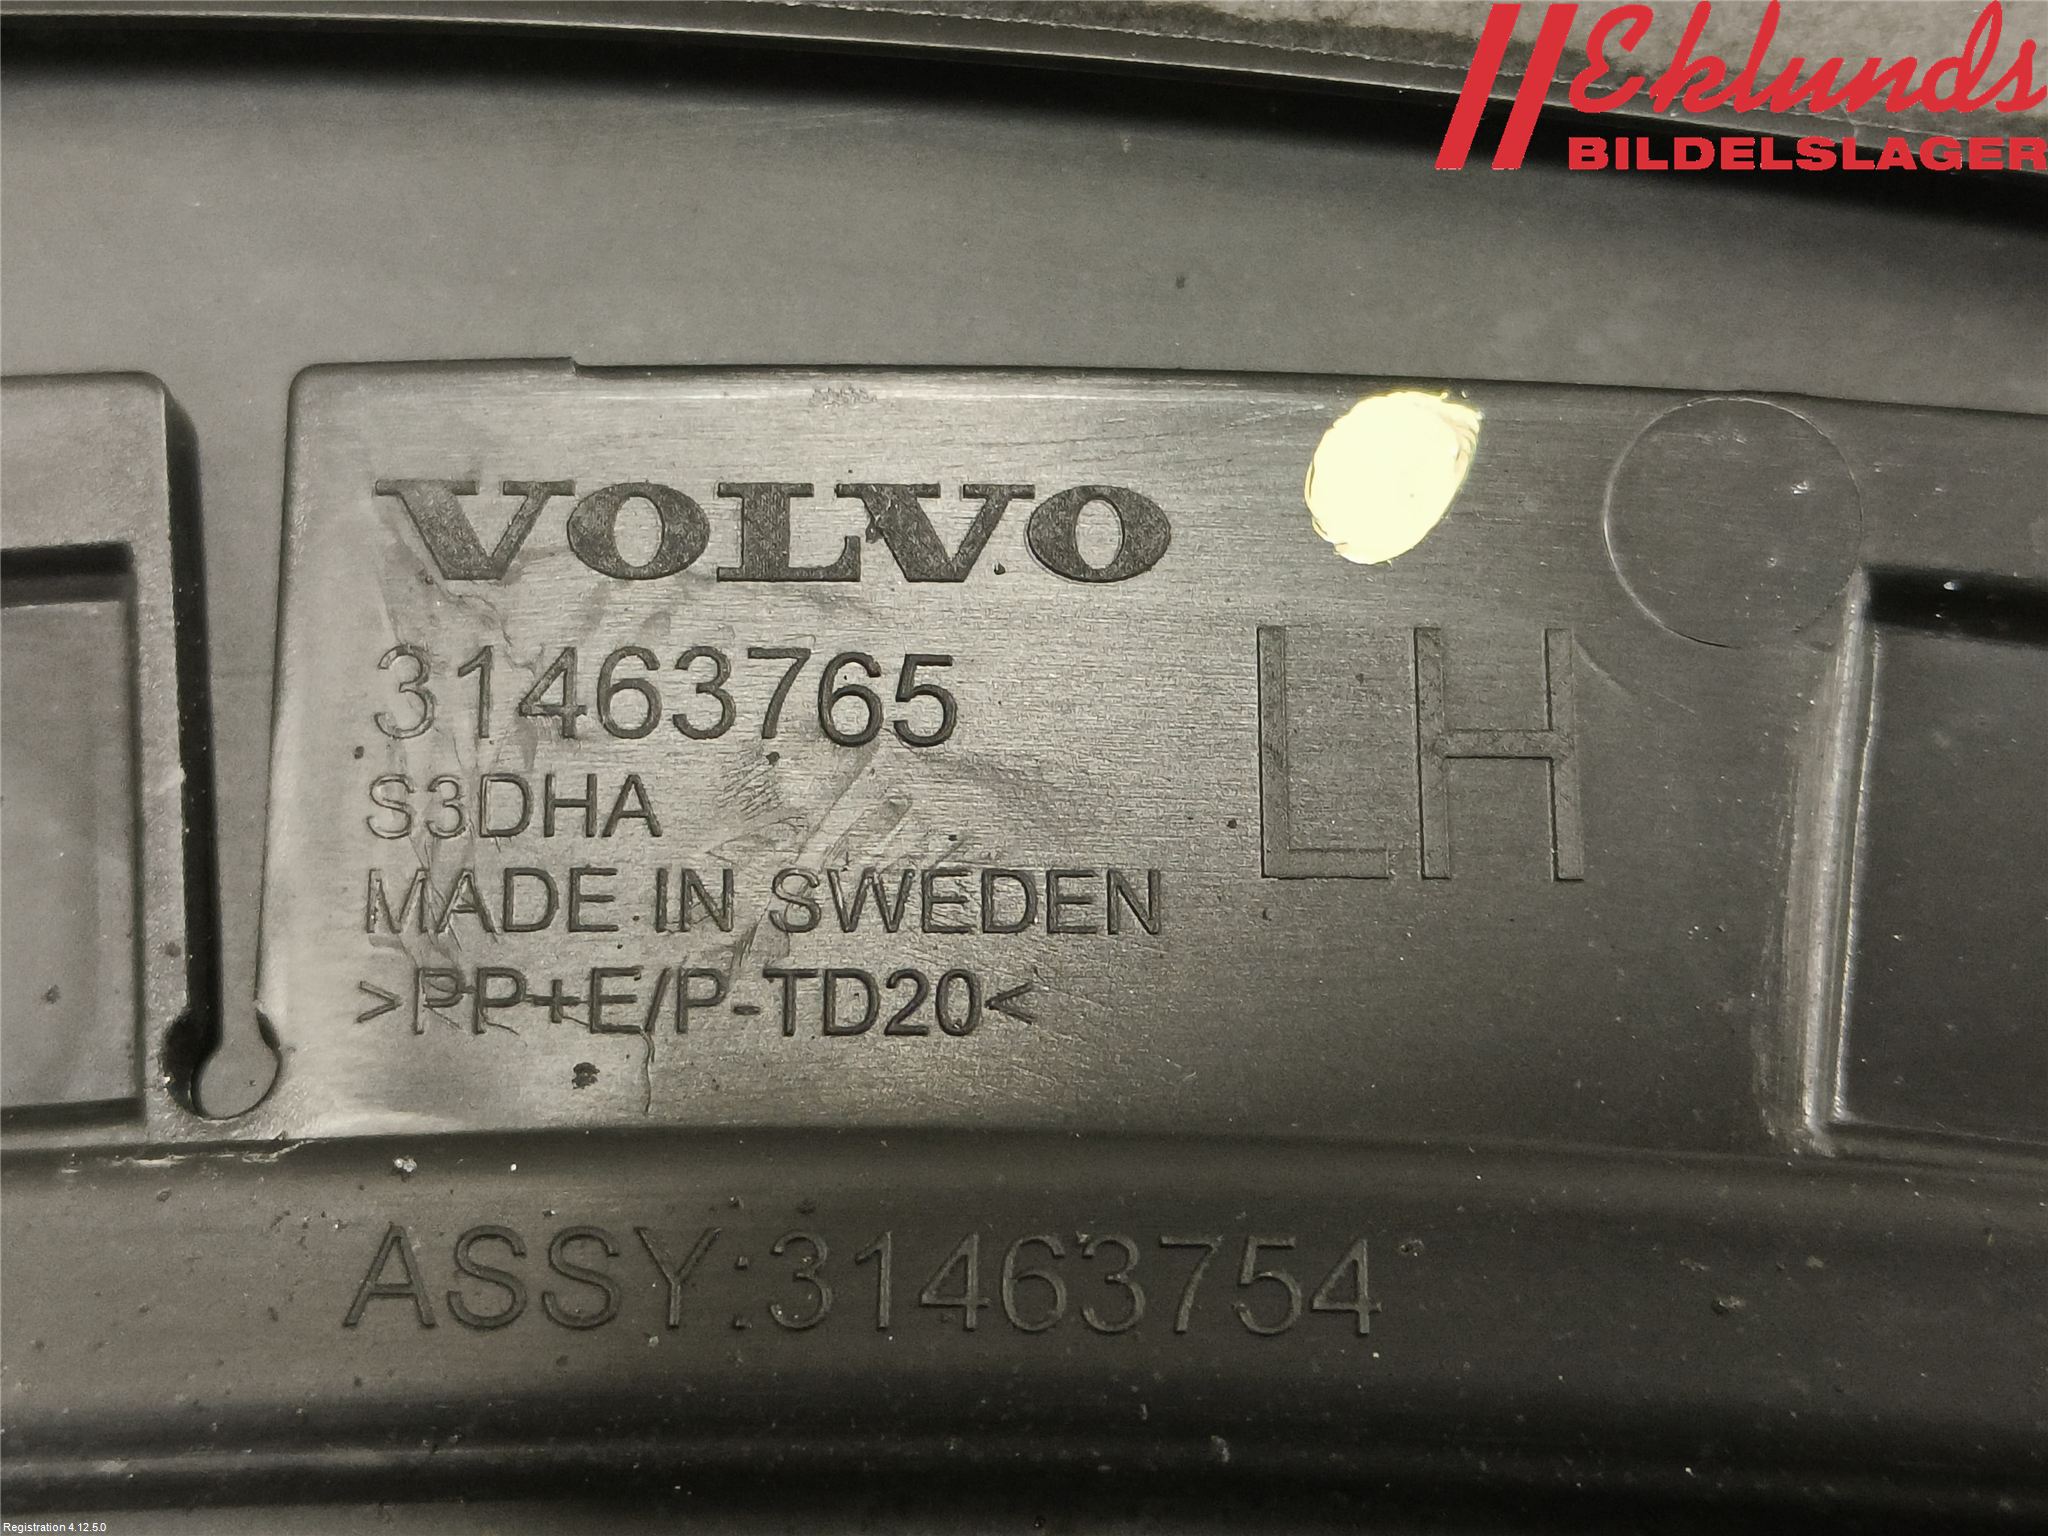 Eklunds
BILDELSLAGER
VOLVO
31463765
LH
S3DHA
MADE IN SWEDEN
>PP+E/P-TD20<
ASSY:31463754
Registration 4.12.5.0